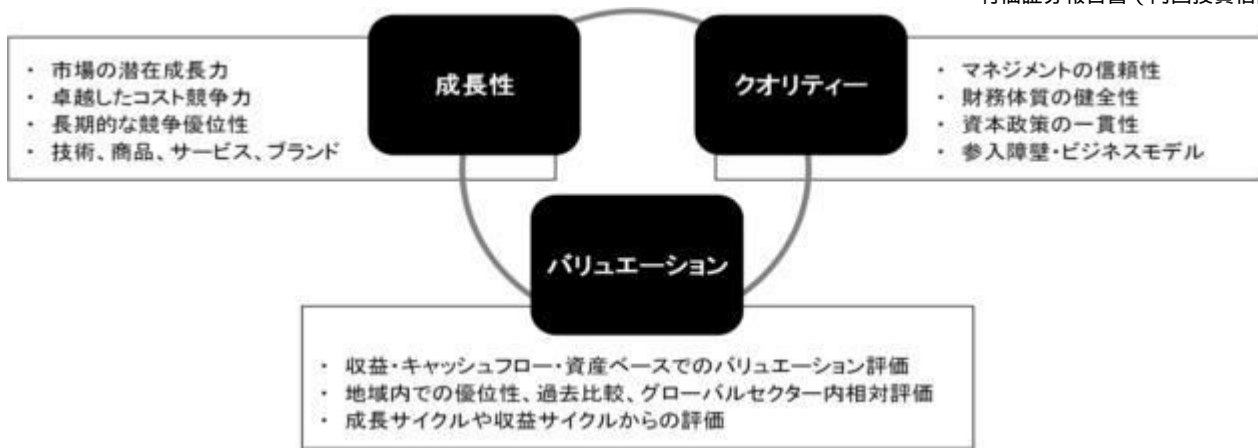 成長性
・ 市場の潜在成長力
・ 卓越したコスト競争力
・ 長期的な競争優位性
・ 技術、商品、サービス、ブランド
クオリティー
・ マネジメントの信頼性
・ 財務体質の健全性
・ 資本政策の一貫性
・ 参入障壁・ビジネスモデル
バリュエーション
・ 収益・キャッシュフロー・資産ベースでのバリュエーション評価
・ 地域内での優位性、過去比較、グローバルセクター内相対評価
・ 成長サイクルや収益サイクルからの評価